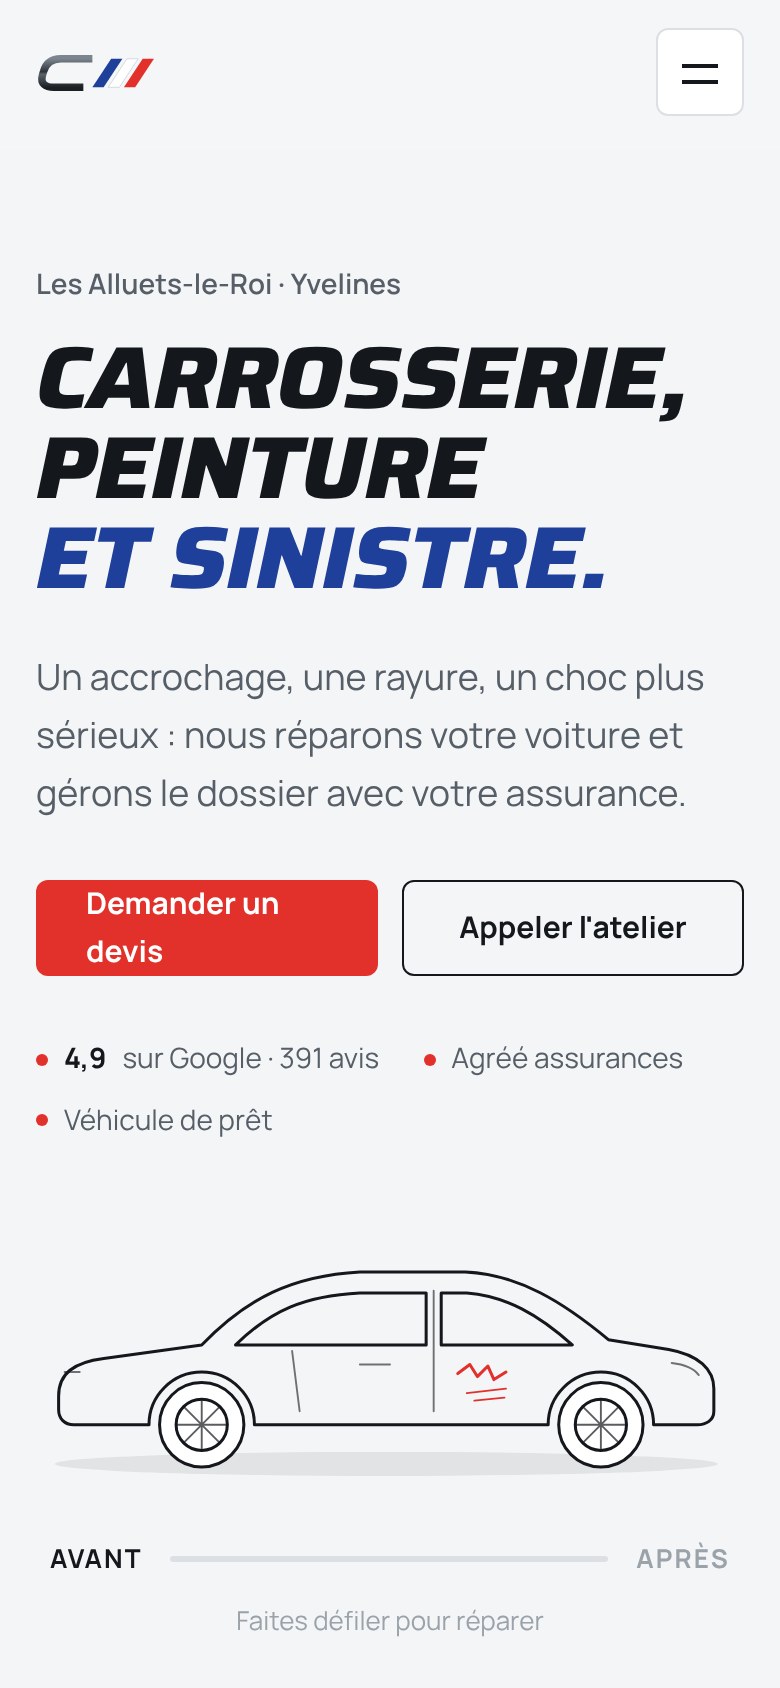 Les Alluets-le-Roi · Yvelines
CARROSSERIE,
PEINTURE
ET SINISTRE.
Un accrochage, une rayure, un choc plus
sérieux : nous réparons votre voiture et
gérons le dossier avec votre assurance.
Demander un
devis
Appeler l'atelier
4,9 sur Google · 391 avis
Agréé assurances
Véhicule de prêt
AVANT
APRÈS
Faites défiler pour réparer